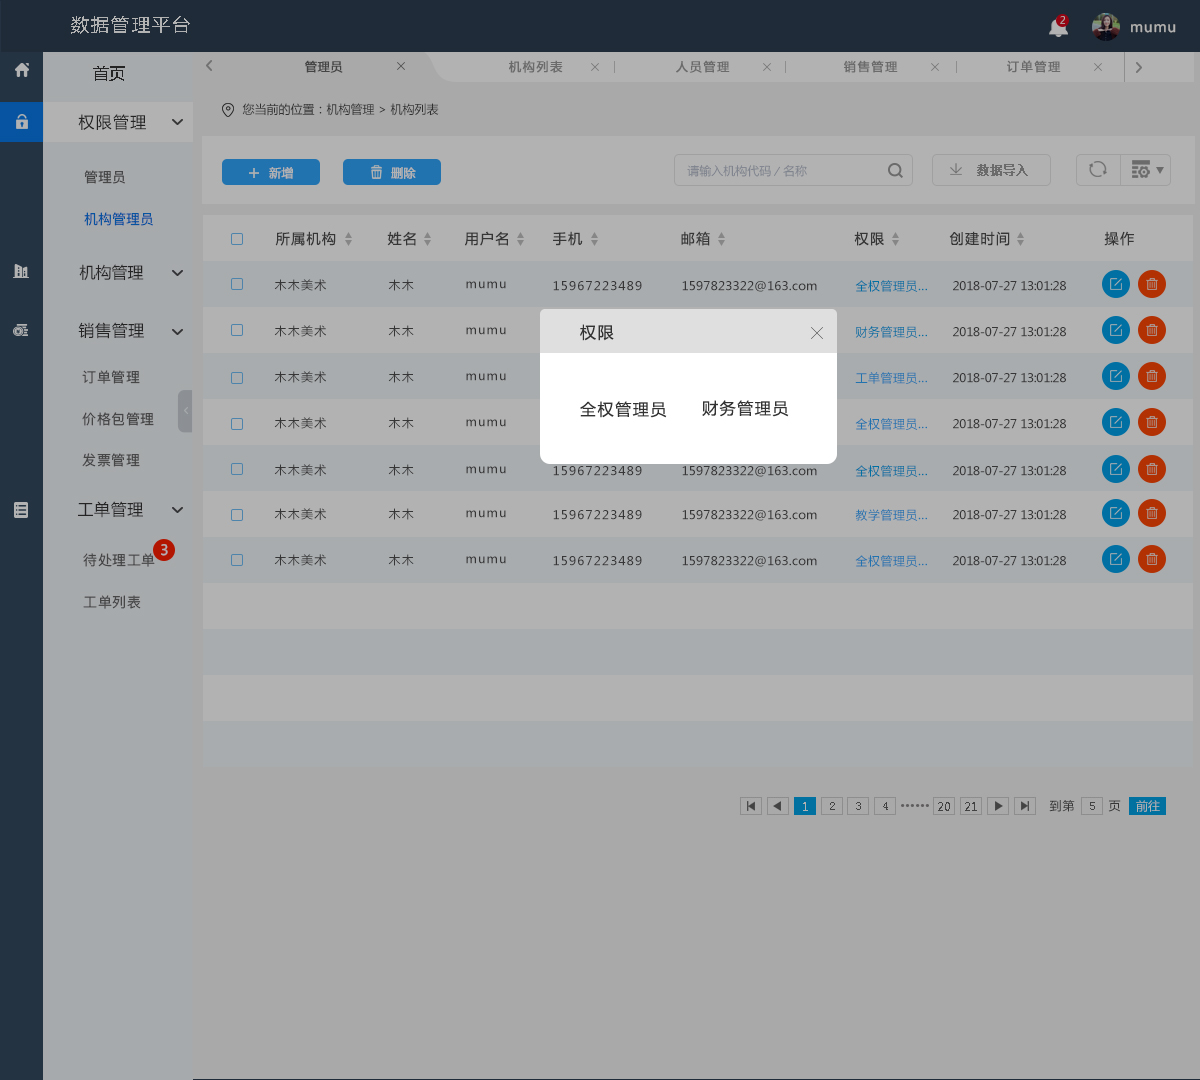 数据管理平台
2
mumu
首页
管理员
机构列表
人员管理
销售管理
订单管理
您当前的位置：机构管理 > 机构列表
权限管理
管理员
机构管理员
机构管理
销售管理
订单管理
价格包管理
发票管理
工单管理
待处理工单 3
工单列表
新增
删除
请输入机构代码 / 名称
数据导入
所属机构 姓名 用户名 手机 邮箱 权限 创建时间 操作
木木美术 木木 mumu 15967223489 1597823322@163.com 全权管理员... 2018-07-27 13:01:28
木木美术 木木 mumu 财务管理员... 2018-07-27 13:01:28
木木美术 木木 mumu 工单管理员... 2018-07-27 13:01:28
木木美术 木木 mumu 全权管理员... 2018-07-27 13:01:28
木木美术 木木 mumu 15967223489 1597823322@163.com 全权管理员... 2018-07-27 13:01:28
木木美术 木木 mumu 15967223489 1597823322@163.com 教学管理员... 2018-07-27 13:01:28
木木美术 木木 mumu 15967223489 1597823322@163.com 全权管理员... 2018-07-27 13:01:28
权限
全权管理员 财务管理员
1 2 3 4 ······ 20 21 到第 5 页 前往